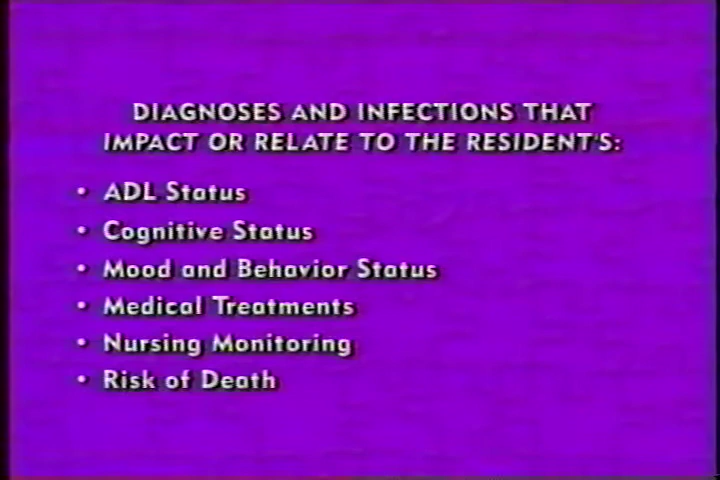 DIAGNOSES AND INFECTIONS THAT
IMPACT OR RELATE TO THE RESIDENT'S:
• ADL Status
• Cognitive Status
• Mood and Behavior Status
• Medical Treatments
• Nursing Monitoring
• Risk of Death